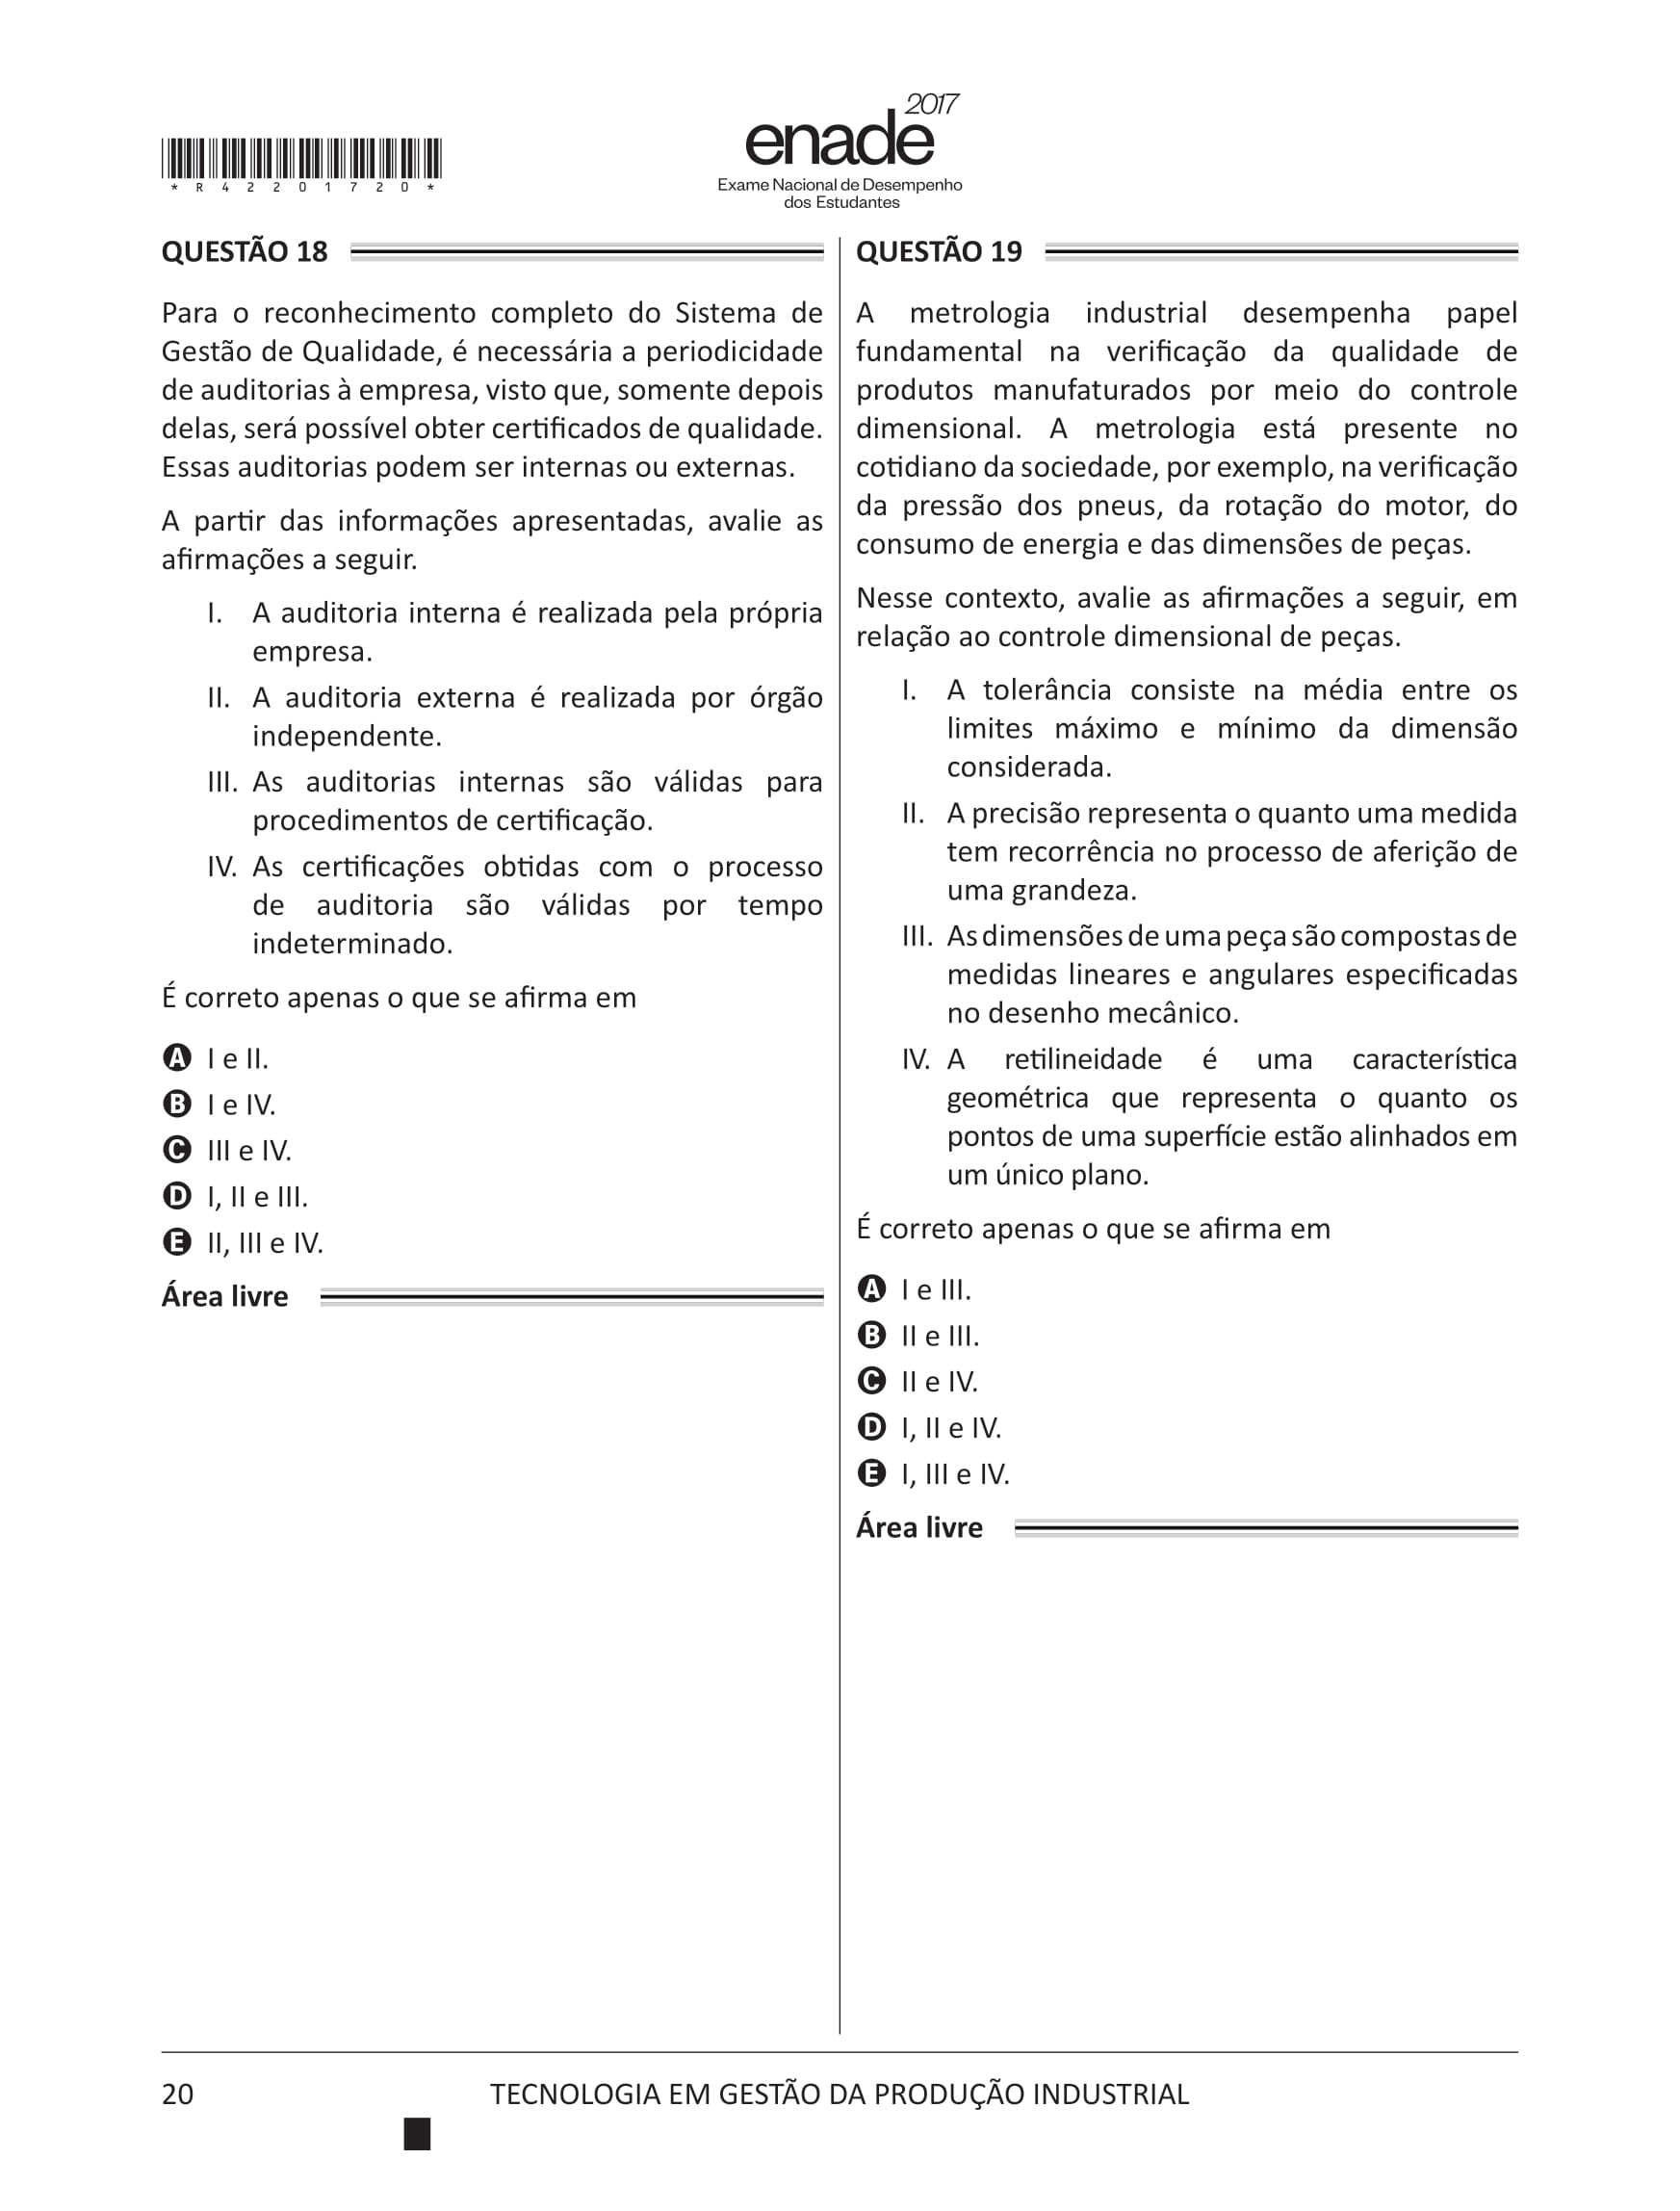 *R42201720*
enade 2017
Exame Nacional de Desempenho
dos Estudantes
QUESTÃO 18
Para o reconhecimento completo do Sistema de
Gestão de Qualidade, é necessária a periodicidade
de auditorias à empresa, visto que, somente depois
delas, será possível obter certificados de qualidade.
Essas auditorias podem ser internas ou externas.
A partir das informações apresentadas, avalie as
afirmações a seguir.
I. A auditoria interna é realizada pela própria
empresa.
II. A auditoria externa é realizada por órgão
independente.
III. As auditorias internas são válidas para
procedimentos de certificação.
IV. As certificações obtidas com o processo
de auditoria são válidas por tempo
indeterminado.
É correto apenas o que se afirma em
A I e II.
B I e IV.
C III e IV.
D I, II e III.
E II, III e IV.
Área livre
QUESTÃO 19
A metrologia industrial desempenha papel
fundamental na verificação da qualidade de
produtos manufaturados por meio do controle
dimensional. A metrologia está presente no
cotidiano da sociedade, por exemplo, na verificação
da pressão dos pneus, da rotação do motor, do
consumo de energia e das dimensões de peças.
Nesse contexto, avalie as afirmações a seguir, em
relação ao controle dimensional de peças.
I. A tolerância consiste na média entre os
limites máximo e mínimo da dimensão
considerada.
II. A precisão representa o quanto uma medida
tem recorrência no processo de aferição de
uma grandeza.
III. As dimensões de uma peça são compostas de
medidas lineares e angulares especificadas
no desenho mecânico.
IV. A retilineidade é uma característica
geométrica que representa o quanto os
pontos de uma superfície estão alinhados em
um único plano.
É correto apenas o que se afirma em
A I e III.
B II e III.
C II e IV.
D I, II e IV.
E I, III e IV.
Área livre
20
TECNOLOGIA EM GESTÃO DA PRODUÇÃO INDUSTRIAL